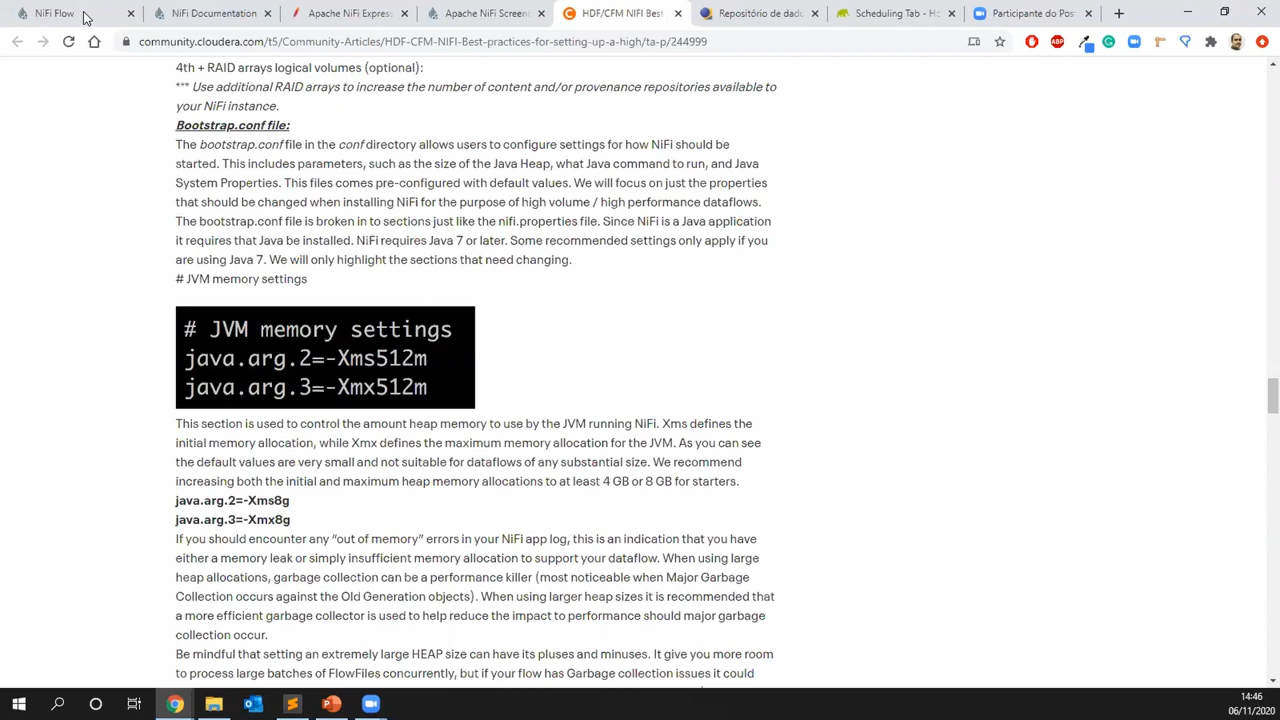 NiFi Flow
NiFi Documentation
Apache NiFi Express
Apache NiFi Screen
HDF/CFM NIFI Best
Repositório de dad
Scheduling Tab - H
Participante do Pos
community.cloudera.com/t5/Community-Articles/HDF-CFM-NIFI-Best-practices-for-setting-up-a-high/ta-p/244999
ABP
4th + RAID arrays logical volumes (optional):
*** Use additional RAID arrays to increase the number of content and/or provenance repositories available to
your NiFi instance.
Bootstrap.conf file:
The bootstrap.conf file in the conf directory allows users to configure settings for how NiFi should be
started. This includes parameters, such as the size of the Java Heap, what Java command to run, and Java
System Properties. This files comes pre-configured with default values. We will focus on just the properties
that should be changed when installing NiFi for the purpose of high volume / high performance dataflows.
The bootstrap.conf file is broken in to sections just like the nifi.properties file. Since NiFi is a Java application
it requires that Java be installed. NiFi requires Java 7 or later. Some recommended settings only apply if you
are using Java 7. We will only highlight the sections that need changing.
# JVM memory settings
# JVM memory settings
java.arg.2=-Xms512m
java.arg.3=-Xmx512m
This section is used to control the amount heap memory to use by the JVM running NiFi. Xms defines the
initial memory allocation, while Xmx defines the maximum memory allocation for the JVM. As you can see
the default values are very small and not suitable for dataflows of any substantial size. We recommend
increasing both the initial and maximum heap memory allocations to at least 4 GB or 8 GB for starters.
java.arg.2=-Xms8g
java.arg.3=-Xmx8g
If you should encounter any “out of memory” errors in your NiFi app log, this is an indication that you have
either a memory leak or simply insufficient memory allocation to support your dataflow. When using large
heap allocations, garbage collection can be a performance killer (most noticeable when Major Garbage
Collection occurs against the Old Generation objects). When using larger heap sizes it is recommended that
a more efficient garbage collector is used to help reduce the impact to performance should major garbage
collection occur.
Be mindful that setting an extremely large HEAP size can have its pluses and minuses. It give you more room
to process large batches of FlowFiles concurrently, but if your flow has Garbage collection issues it could
14:46
06/11/2020